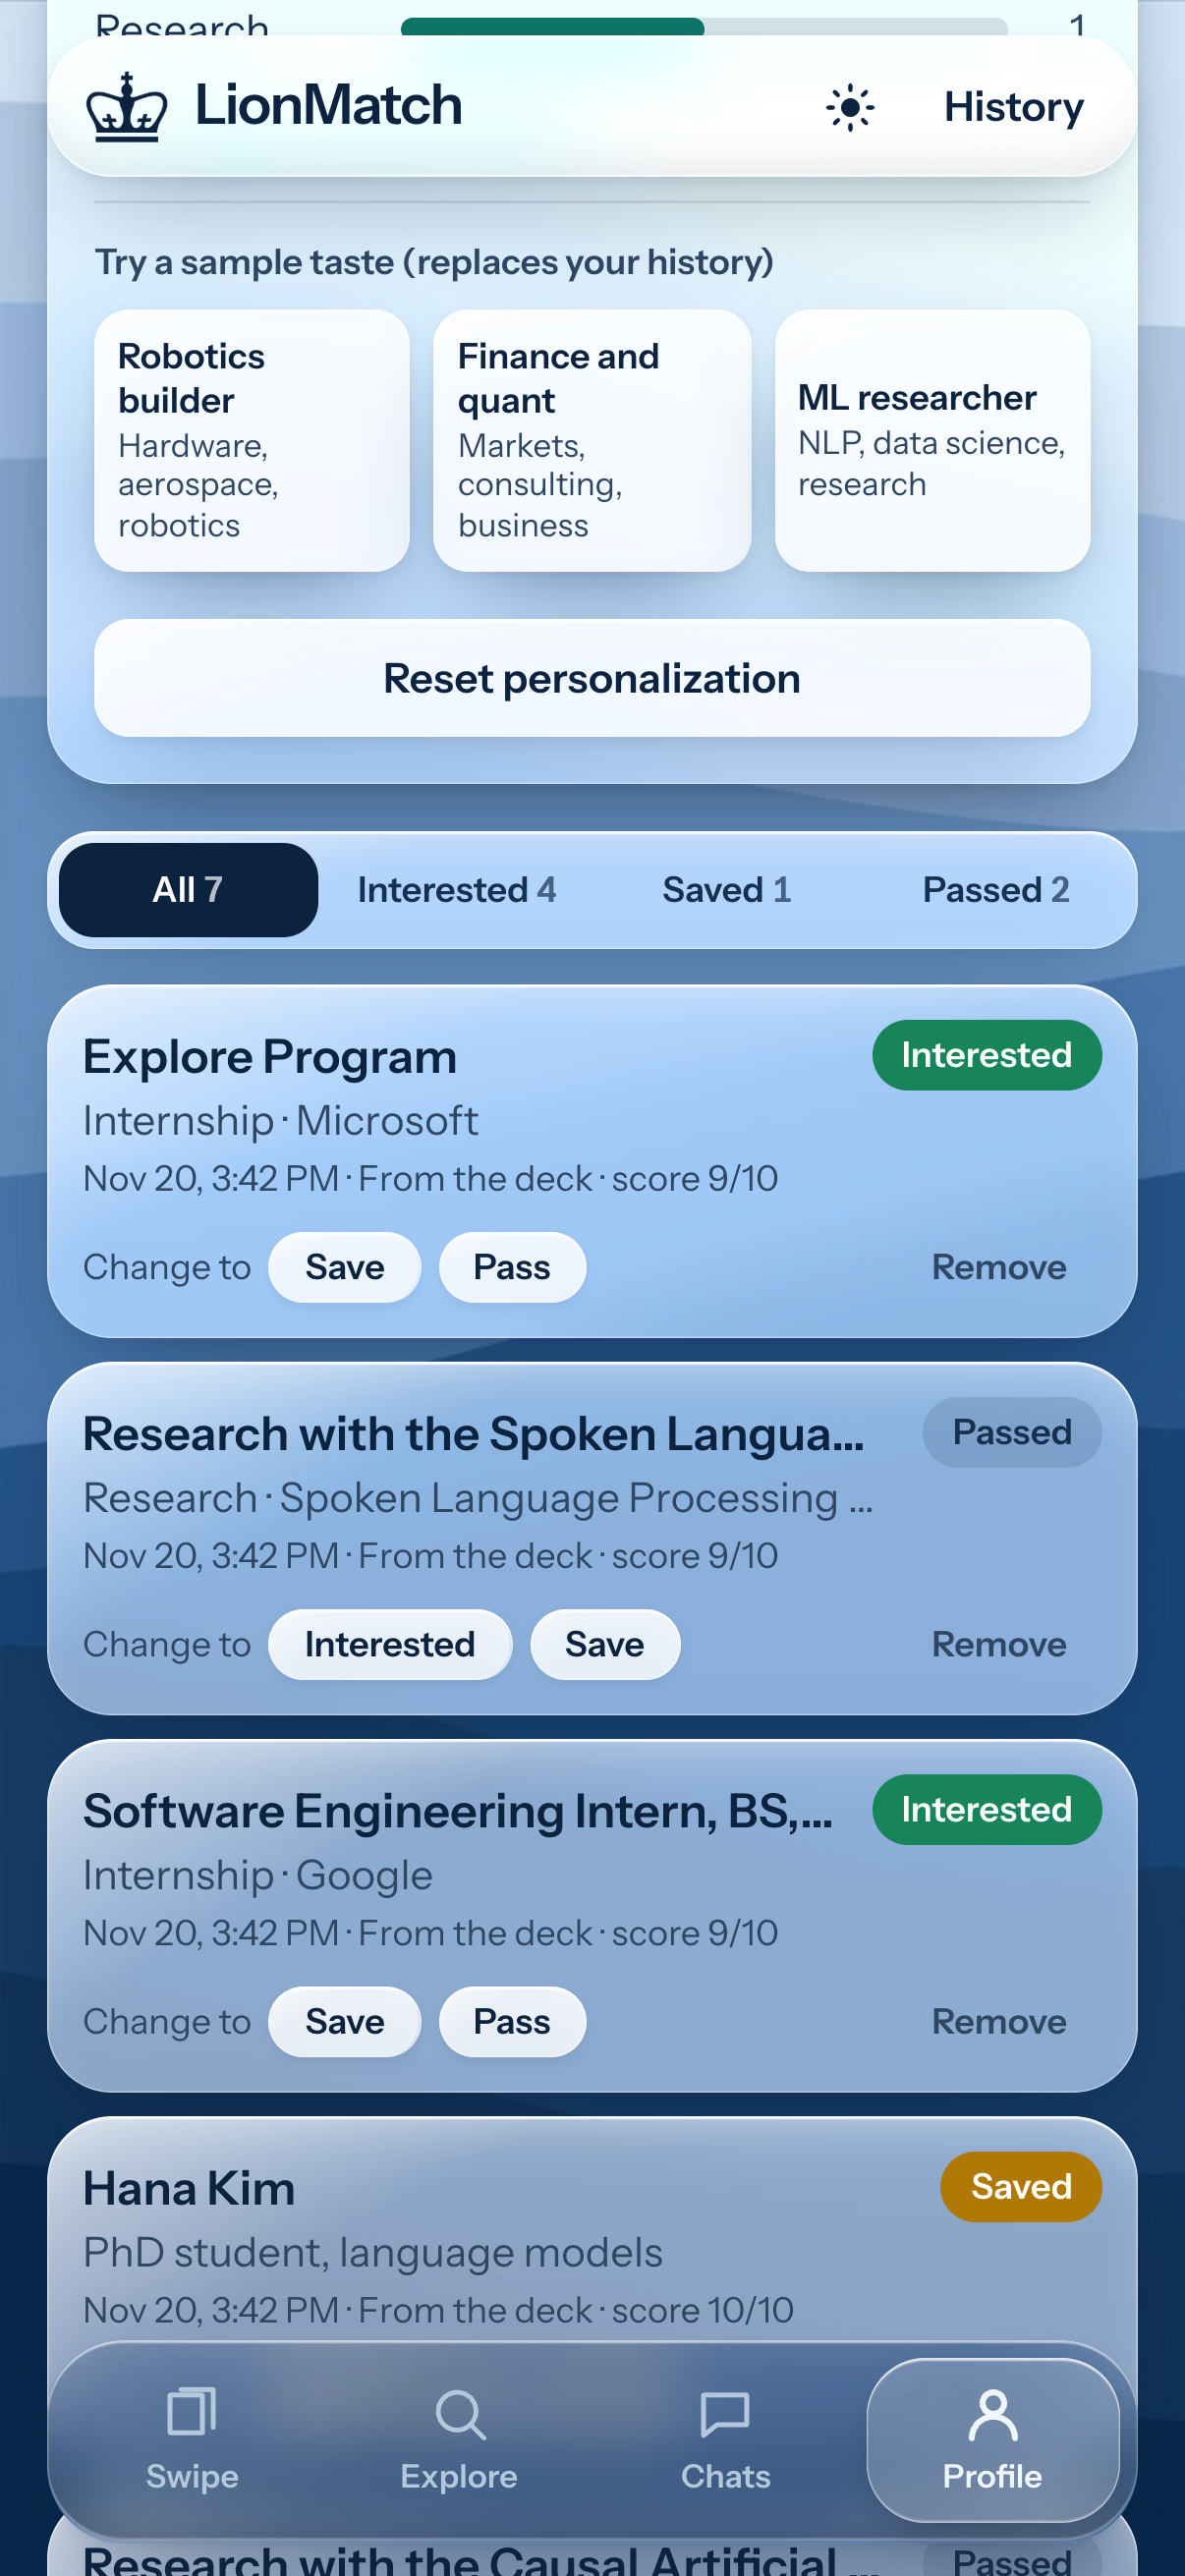 Research 1
LionMatch History
Try a sample taste (replaces your history)
Robotics
builder
Hardware,
aerospace,
robotics
Finance and
quant
Markets,
consulting,
business
ML researcher
NLP, data science,
research
Reset personalization
All 7 Interested 4 Saved 1 Passed 2
Explore Program Interested
Internship · Microsoft
Nov 20, 3:42 PM · From the deck · score 9/10
Change to Save Pass Remove
Research with the Spoken Langua... Passed
Research · Spoken Language Processing ...
Nov 20, 3:42 PM · From the deck · score 9/10
Change to Interested Save Remove
Software Engineering Intern, BS,... Interested
Internship · Google
Nov 20, 3:42 PM · From the deck · score 9/10
Change to Save Pass Remove
Hana Kim Saved
PhD student, language models
Nov 20, 3:42 PM · From the deck · score 10/10
Swipe Explore Chats Profile
Research with the Causal Artificial ... Passed